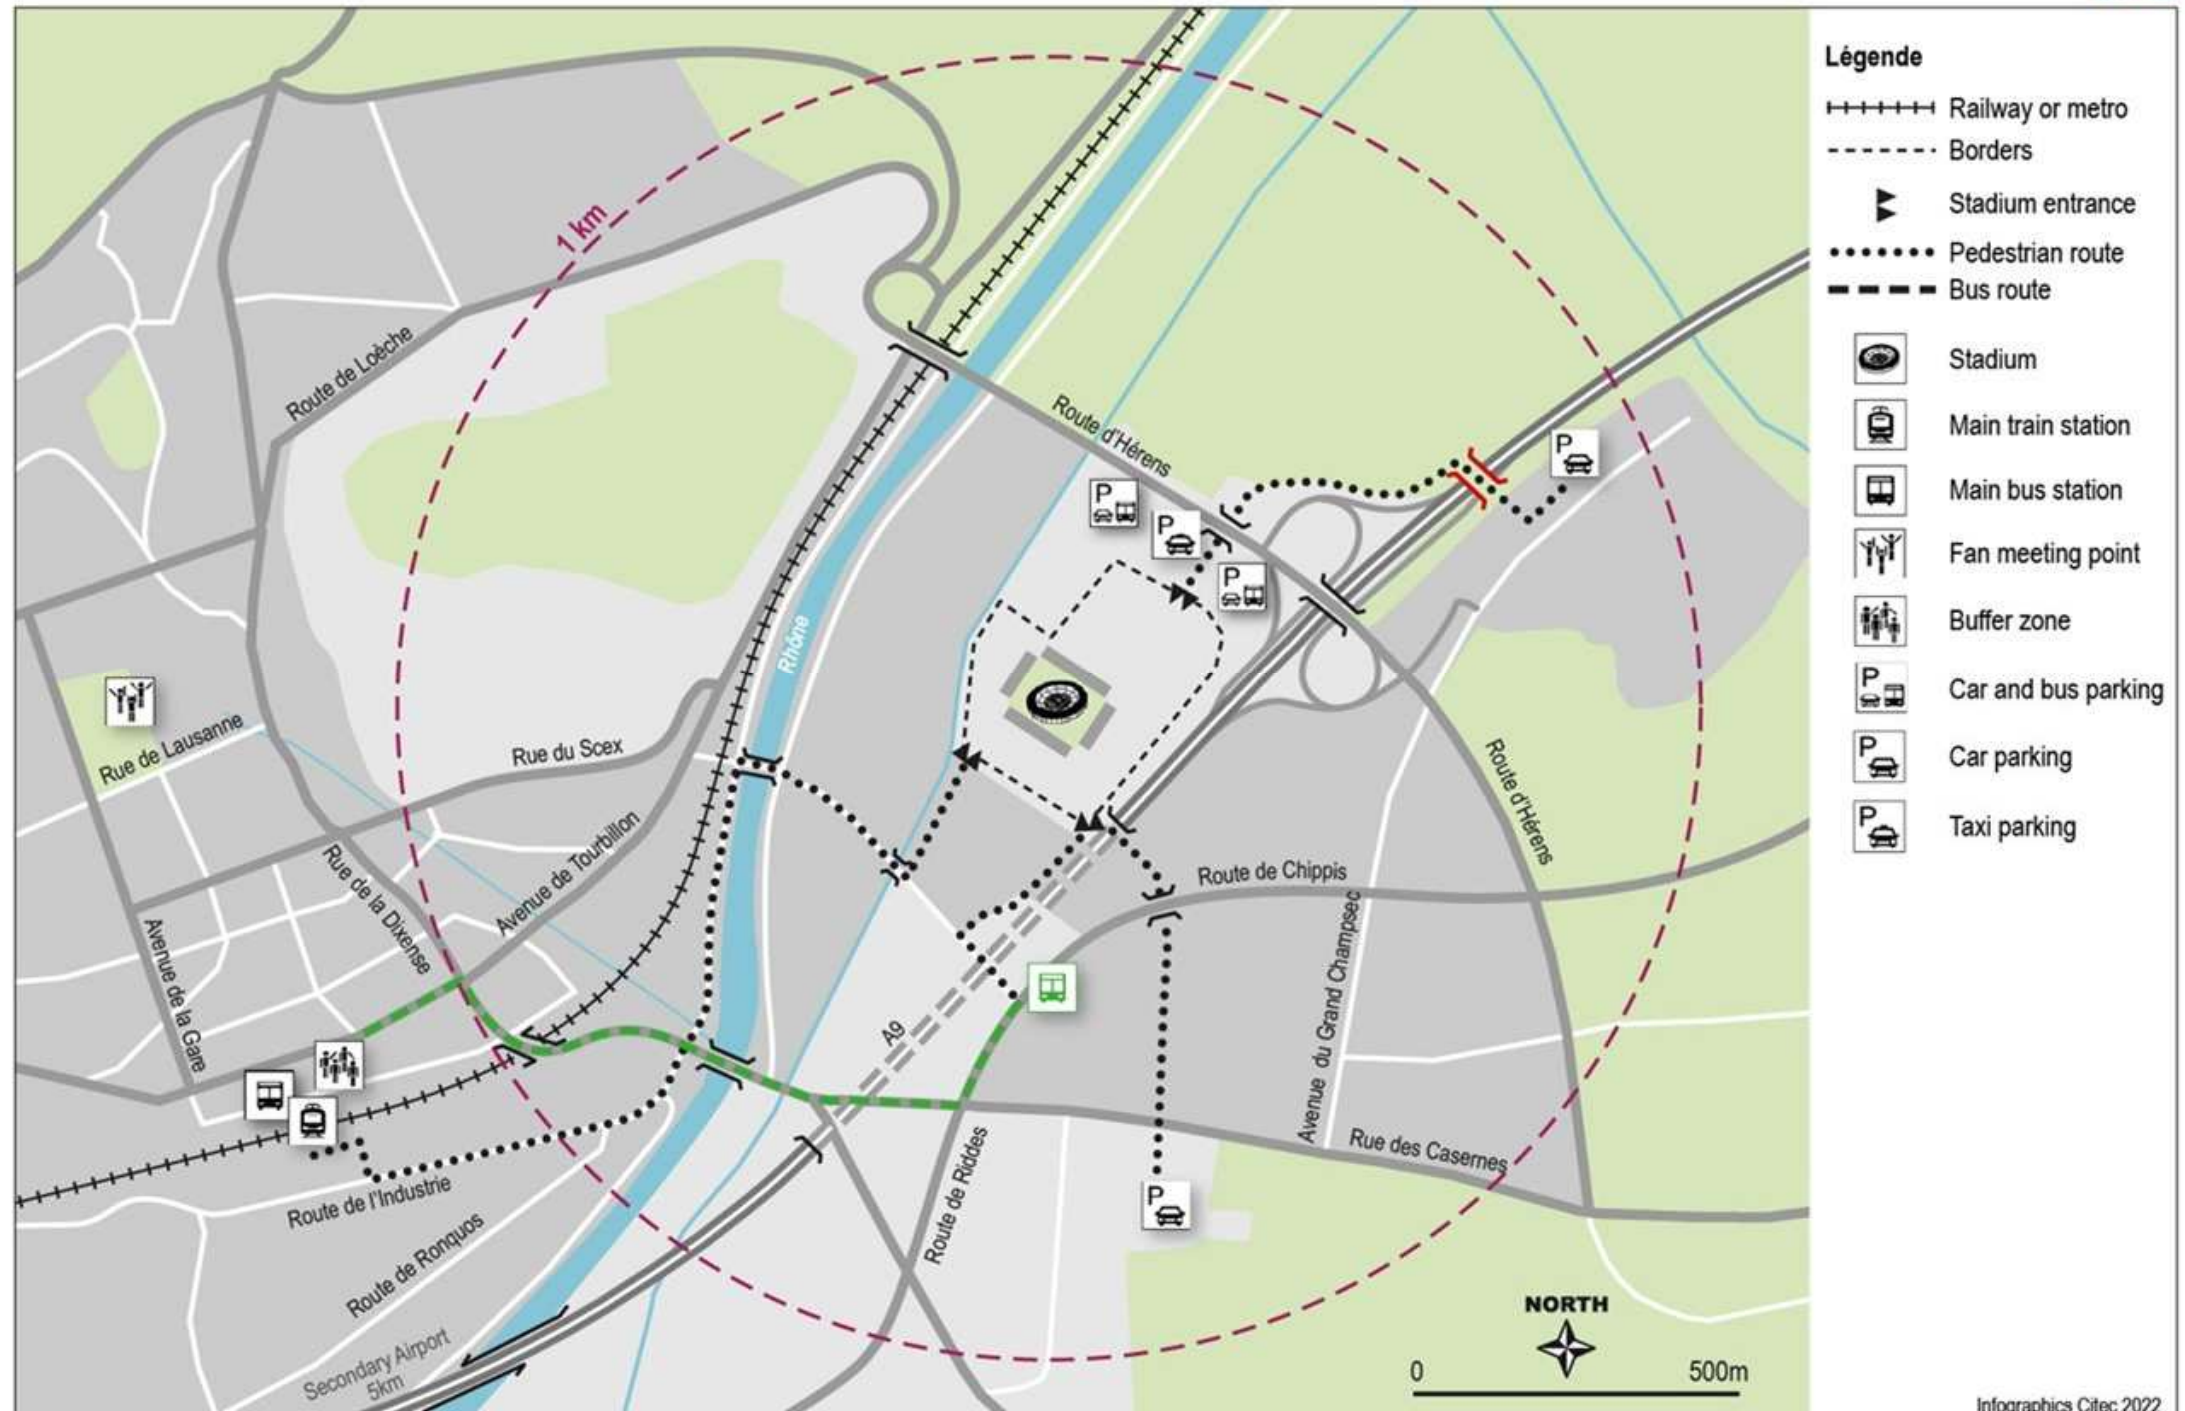 1 km
Route de Loèche
Route d'Hérens
P
P
P
P
Rhône
Rue de Lausanne
Rue du Scex
Route d'Hérens
Rue de la Dixense
Avenue de Tourbillon
Route de Chippis
Avenue de la Gare
Avenue du Grand Champsec
A9
Rue des Casernes
Route de l'Industrie
Route de Riddes
P
Route de Ronquos
Secondary Airport
5km
NORTH
0 500m
Légende
Railway or metro
Borders
Stadium entrance
Pedestrian route
Bus route
Stadium
Main train station
Main bus station
Fan meeting point
Buffer zone
P Car and bus parking
P Car parking
P Taxi parking
Infographics Citec 2022